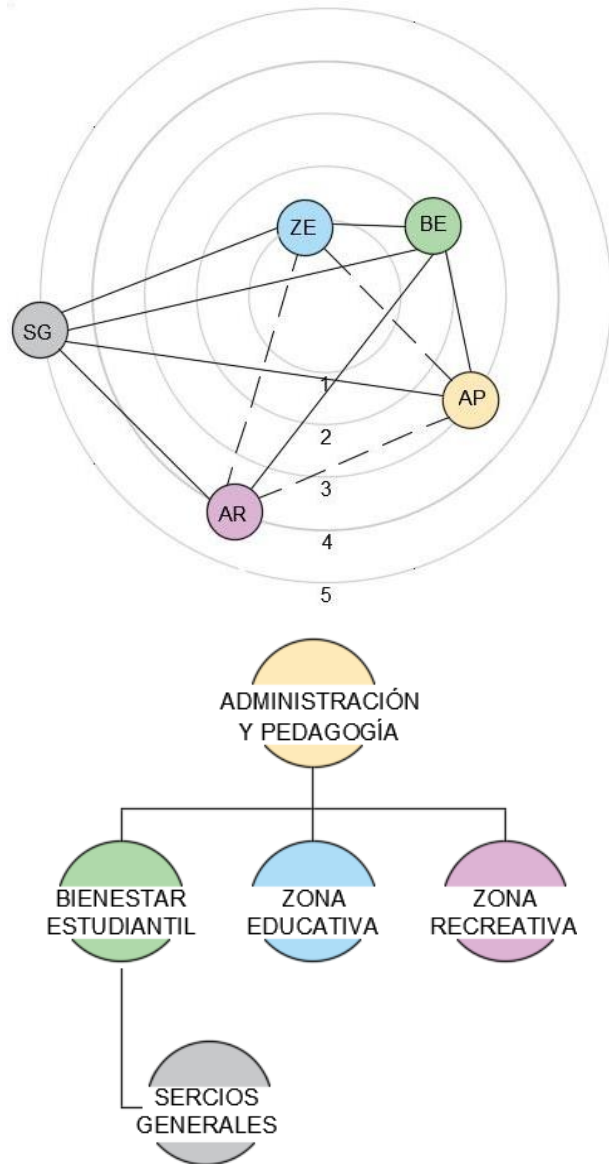 ZE
BE
SG
AP
AR
1
2
3
4
5
ADMINISTRACIÓN
Y PEDAGOGÍA
BIENESTAR
ESTUDIANTIL
ZONA
EDUCATIVA
ZONA
RECREATIVA
SERCIOS
GENERALES